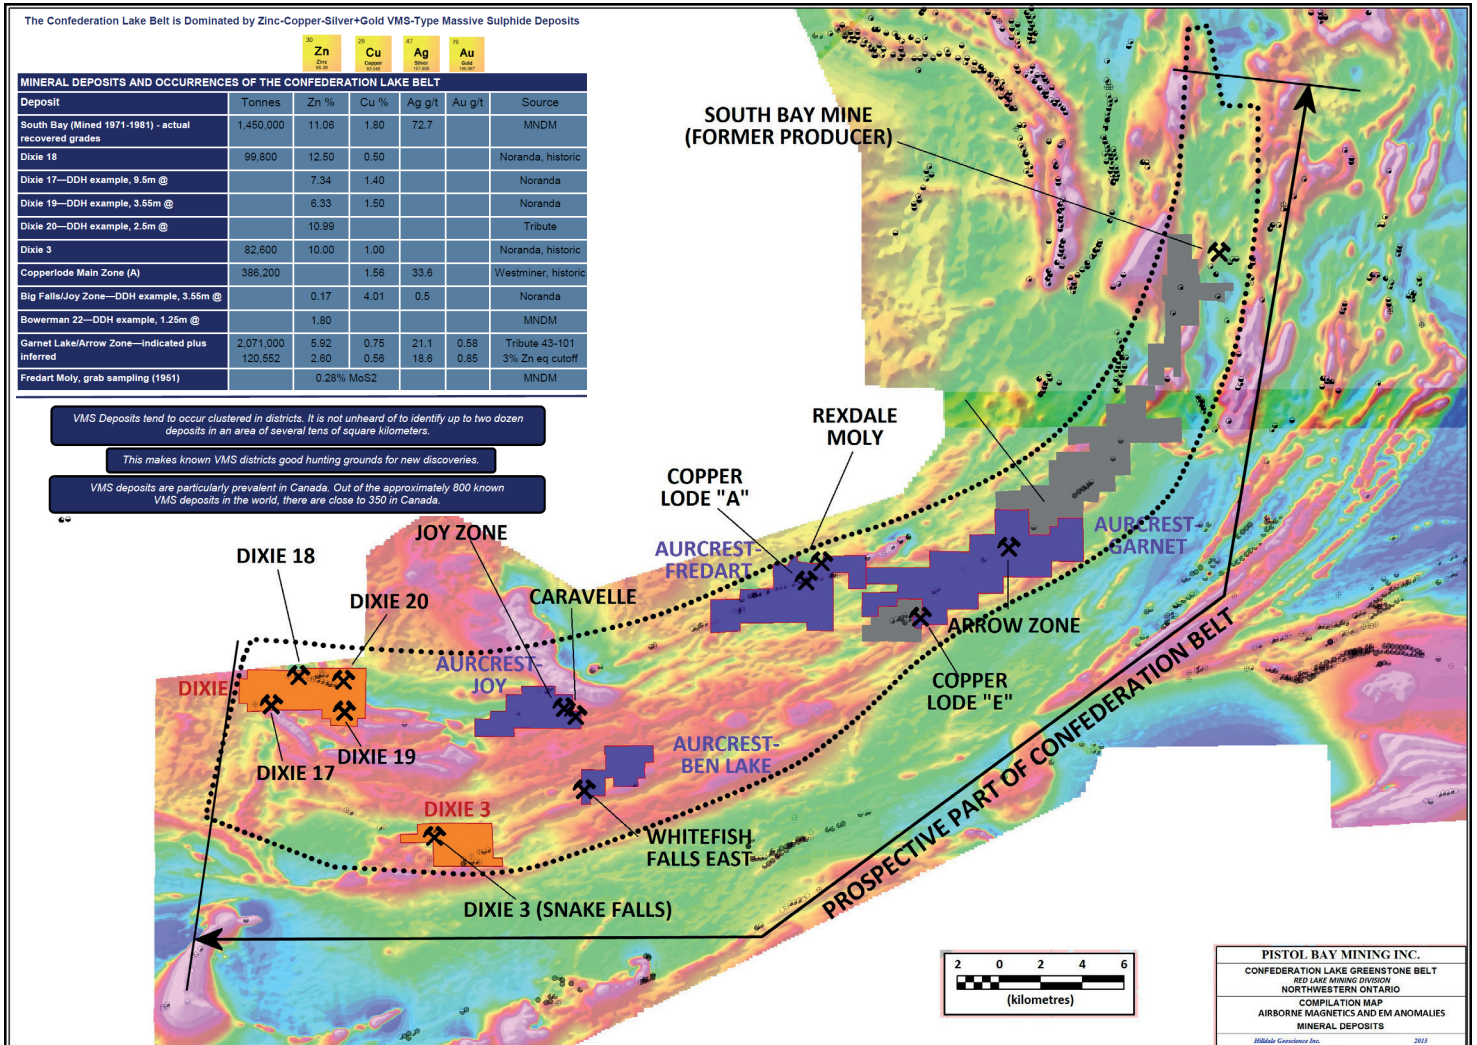 The Confederation Lake Belt is Dominated by Zinc-Copper-Silver+Gold VMS-Type Massive Sulphide Deposits
30 29 47 79
Zn Cu Ag Au
Zinc Copper Silver Gold
MINERAL DEPOSITS AND OCCURRENCES OF THE CONFEDERATION LAKE BELT
Deposit Tonnes Zn % Cu % Ag g/t Au g/t Source
South Bay (Mined 1971-1981) - actual recovered grades 1,450,000 11.06 1.80 72.7 MNDM
Dixie 18 99,800 12.50 0.50 Noranda, historic
Dixie 17—DDH example, 9.5m @ 7.34 1.40 Noranda
Dixie 19—DDH example, 3.55m @ 6.33 1.50 Noranda
Dixie 20—DDH example, 2.5m @ 10.99 Tribute
Dixie 3 82,600 10.00 1.00 Noranda, historic
Copperlode Main Zone (A) 386,200 1.56 33.6 Westminer, historic
Big Falls/Joy Zone—DDH example, 3.55m @ 0.17 4.01 0.5 Noranda
Bowerman 22—DDH example, 1.25m @ 1.80 MNDM
Garnet Lake/Arrow Zone—indicated plus 2,071,000 5.92 0.75 21.1 0.58 Tribute 43-101
inferred 120,552 2.60 0.56 18.6 0.85 3% Zn eq cutoff
Fredart Moly, grab sampling (1951) 0.28% MoS2 MNDM
VMS Deposits tend to occur clustered in districts. It is not unheard of to identify up to two dozen
deposits in an area of several tens of square kilometers.
This makes known VMS districts good hunting grounds for new discoveries.
VMS deposits are particularly prevalent in Canada. Out of the approximately 800 known
VMS deposits in the world, there are close to 350 in Canada.
SOUTH BAY MINE
(FORMER PRODUCER)
REXDALE
MOLY
COPPER
LODE "A"
AURCREST-
FREDART
AURCREST-
GARNET
JOY ZONE
DIXIE 18
DIXIE 20
CARAVELLE
ARROW ZONE
AURCREST-
JOY
DIXIE
COPPER
LODE "E"
DIXIE 17
DIXIE 19
AURCREST-
BEN LAKE
DIXIE 3
WHITEFISH
FALLS EAST
DIXIE 3 (SNAKE FALLS)
PROSPECTIVE PART OF CONFEDERATION BELT
2 0 2 4 6
(kilometres)
PISTOL BAY MINING INC.
CONFEDERATION LAKE GREENSTONE BELT
RED LAKE MINING DIVISION
NORTHWESTERN ONTARIO
COMPILATION MAP
AIRBORNE MAGNETICS AND EM ANOMALIES
MINERAL DEPOSITS
Hilldale Geoscience Inc. 2015